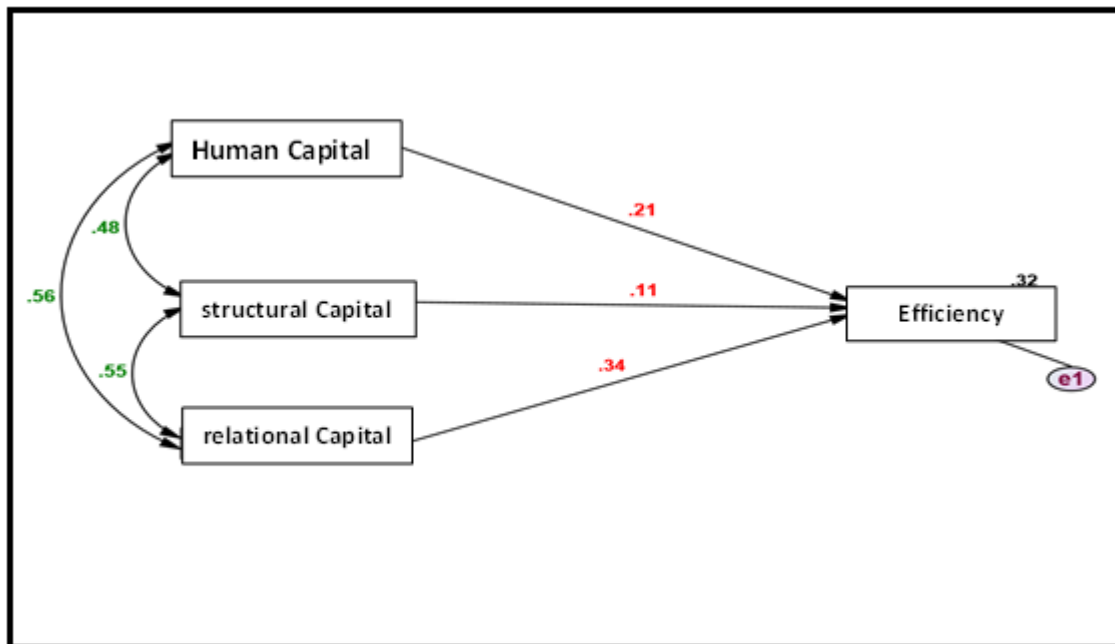 Human Capital
.21
.48
.32
structural Capital
.11
.56
Efficiency
.55
.34
e1
relational Capital